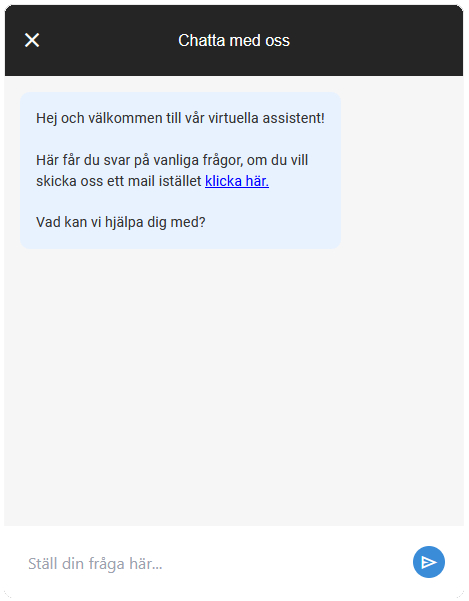 Chatta med oss
Hej och välkommen till vår virtuella assistent!
Här får du svar på vanliga frågor, om du vill
skicka oss ett mail istället klicka här.
Vad kan vi hjälpa dig med?
Ställ din fråga här...